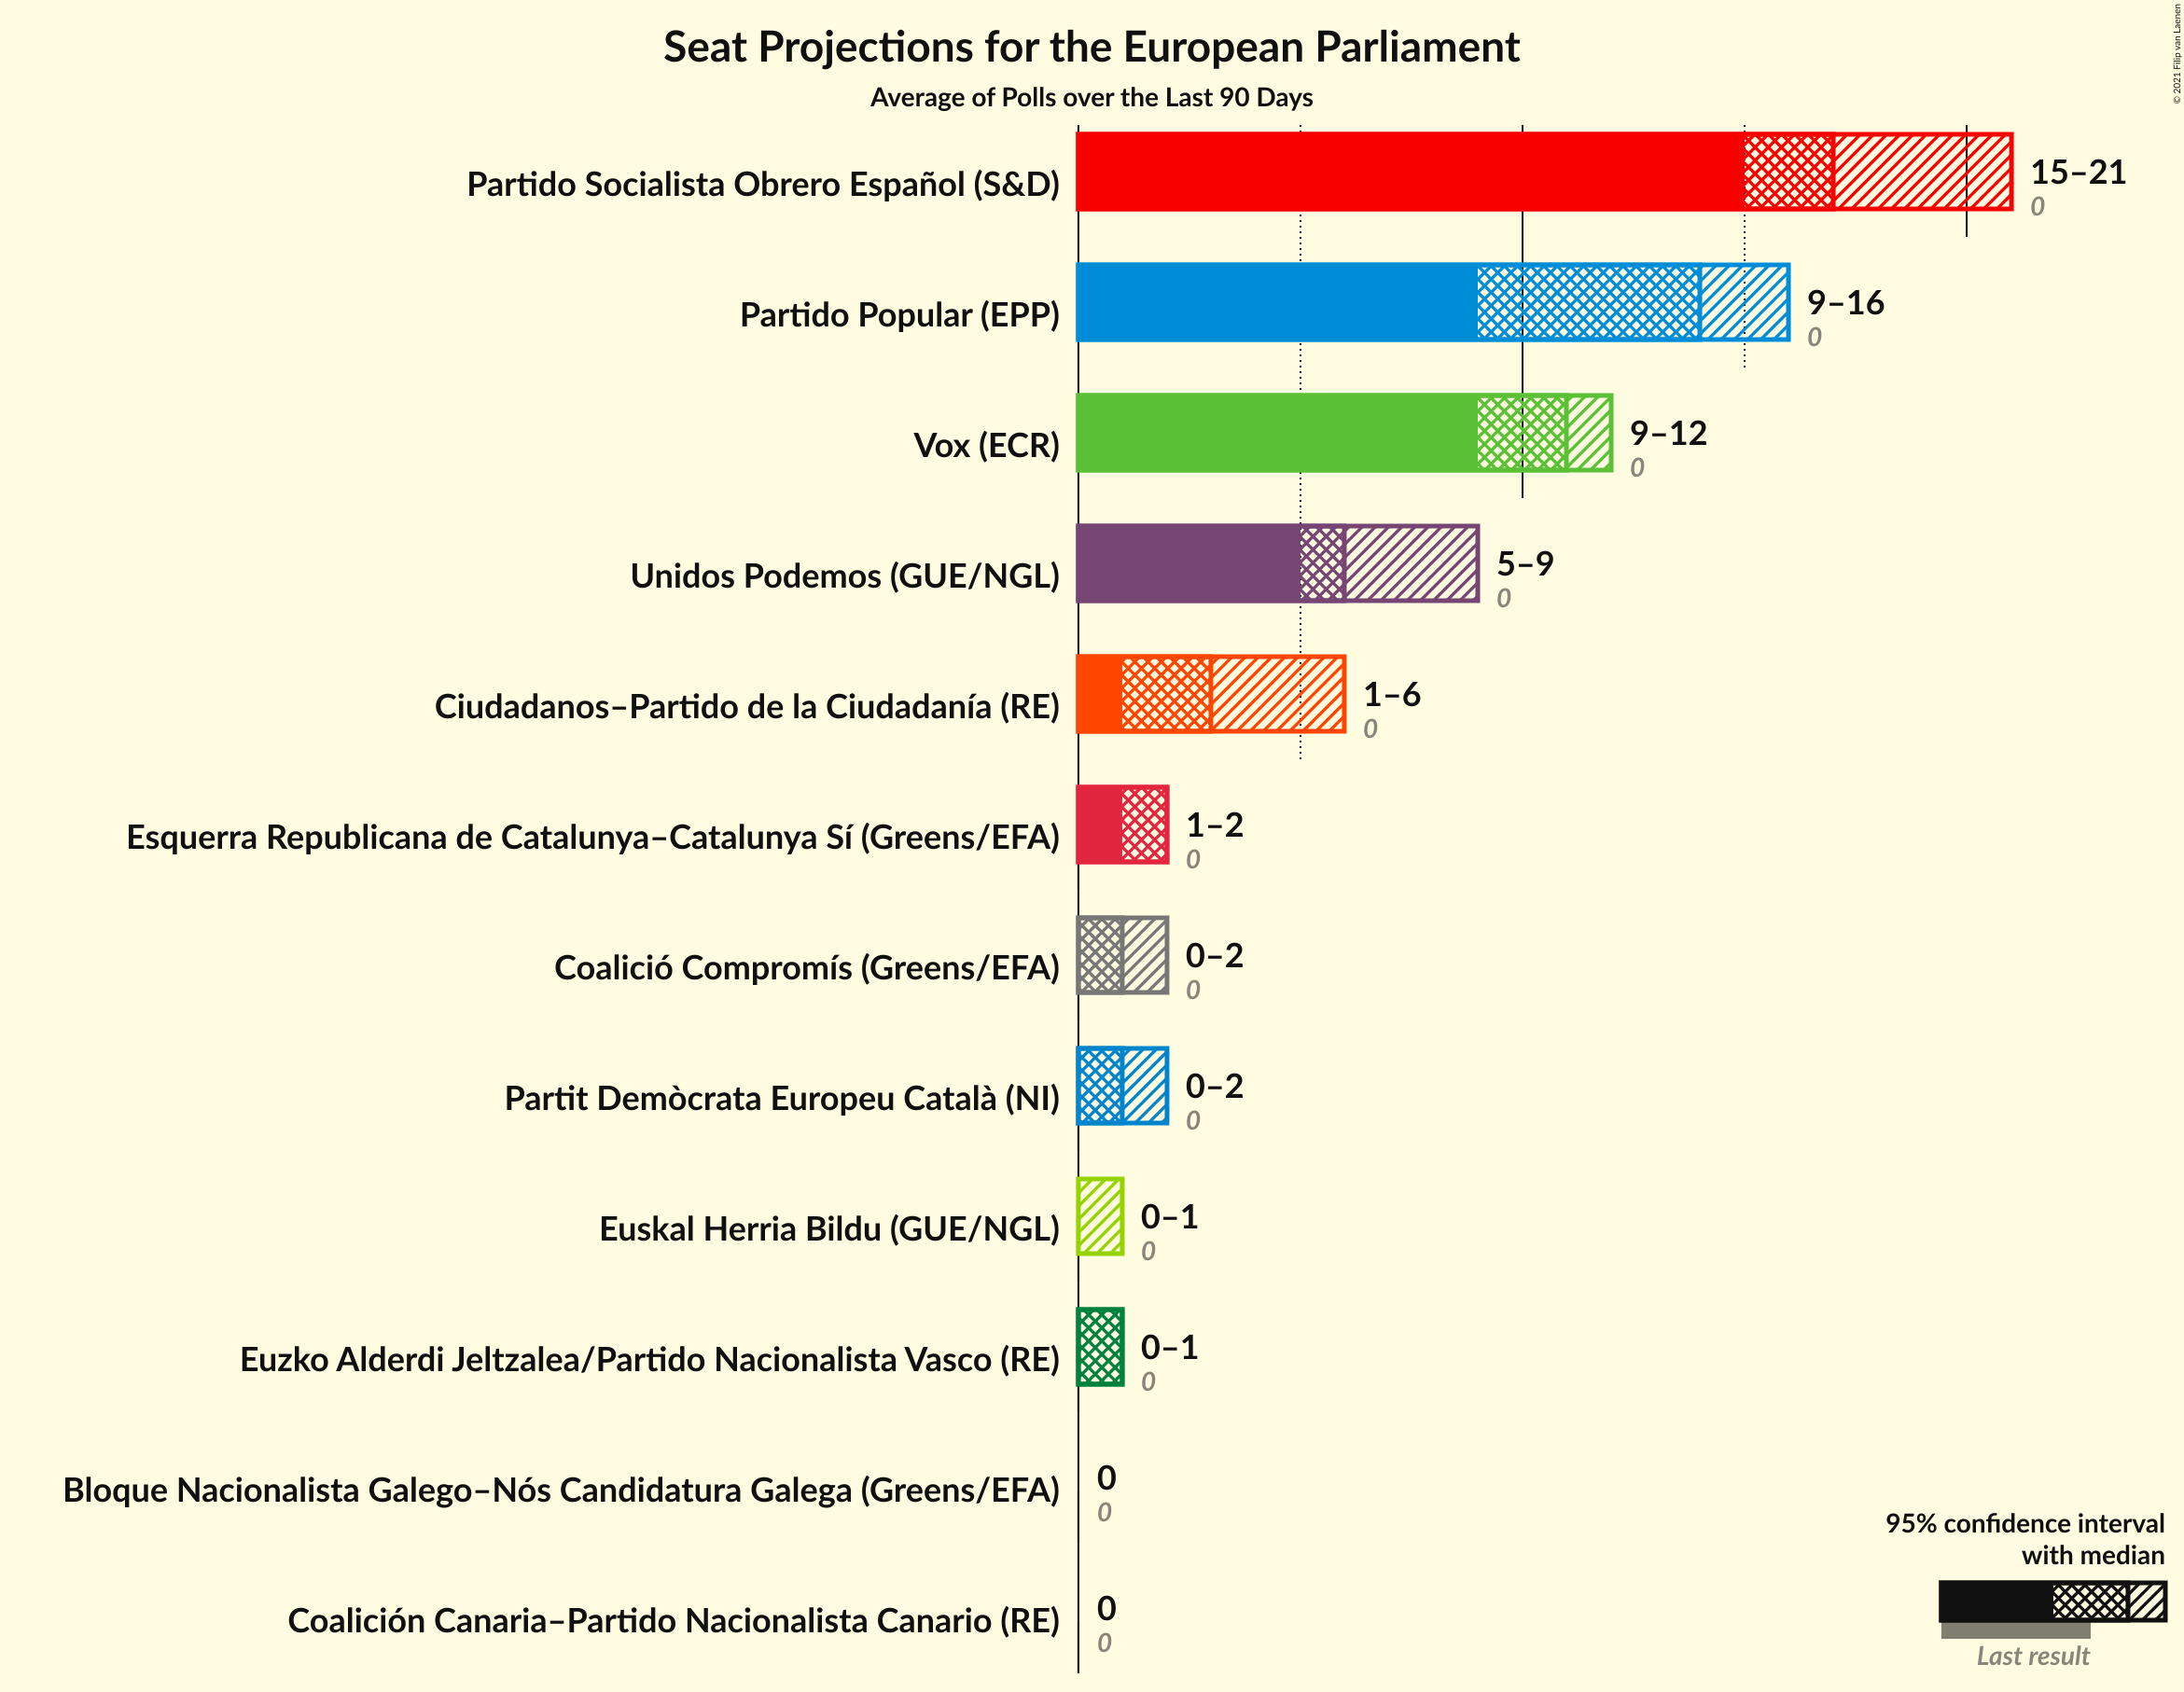 Seat Projections for the European Parliament
Average of Polls over the Last 90 Days
© 2021 Filip van Laenen
Partido Socialista Obrero Español (S&D)
15–21
0
Partido Popular (EPP)
9–16
0
Vox (ECR)
9–12
0
Unidos Podemos (GUE/NGL)
5–9
0
Ciudadanos–Partido de la Ciudadanía (RE)
1–6
0
Esquerra Republicana de Catalunya–Catalunya Sí (Greens/EFA)
1–2
0
Coalició Compromís (Greens/EFA)
0–2
0
Partit Demòcrata Europeu Català (NI)
0–2
0
Euskal Herria Bildu (GUE/NGL)
0–1
0
Euzko Alderdi Jeltzalea/Partido Nacionalista Vasco (RE)
0–1
0
Bloque Nacionalista Galego–Nós Candidatura Galega (Greens/EFA)
0
0
Coalición Canaria–Partido Nacionalista Canario (RE)
0
0
95% confidence interval
with median
Last result